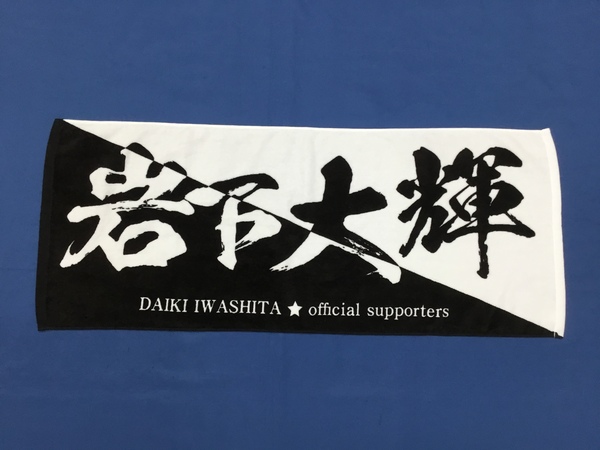 岩下大輝
DAIKI IWASHITA ★ official supporters